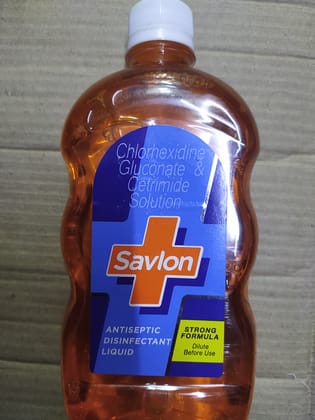 Chlorhexidine
Gluconate &
Cetrimide
Solution
Savlon
ANTISEPTIC
DISINFECTANT
LIQUID
STRONG
FORMULA
Dilute
Before Use